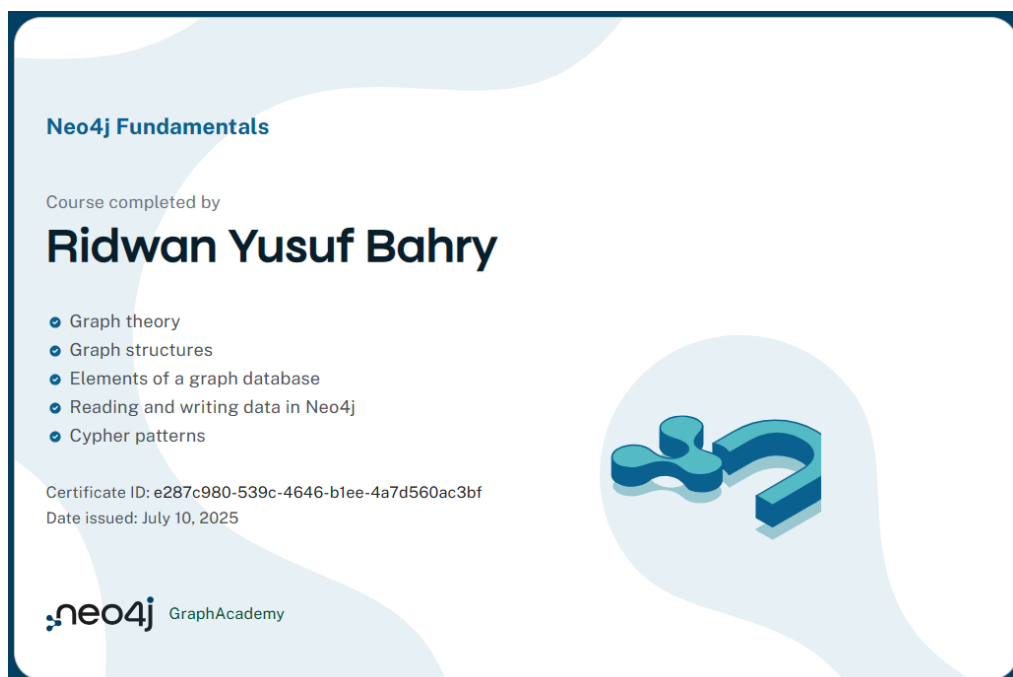 Neo4j Fundamentals
Course completed by
Ridwan Yusuf Bahry
Graph theory
Graph structures
Elements of a graph database
Reading and writing data in Neo4j
Cypher patterns
Certificate ID: e287c980-539c-4646-b1ee-4a7d560ac3bf
Date issued: July 10, 2025
neo4j GraphAcademy